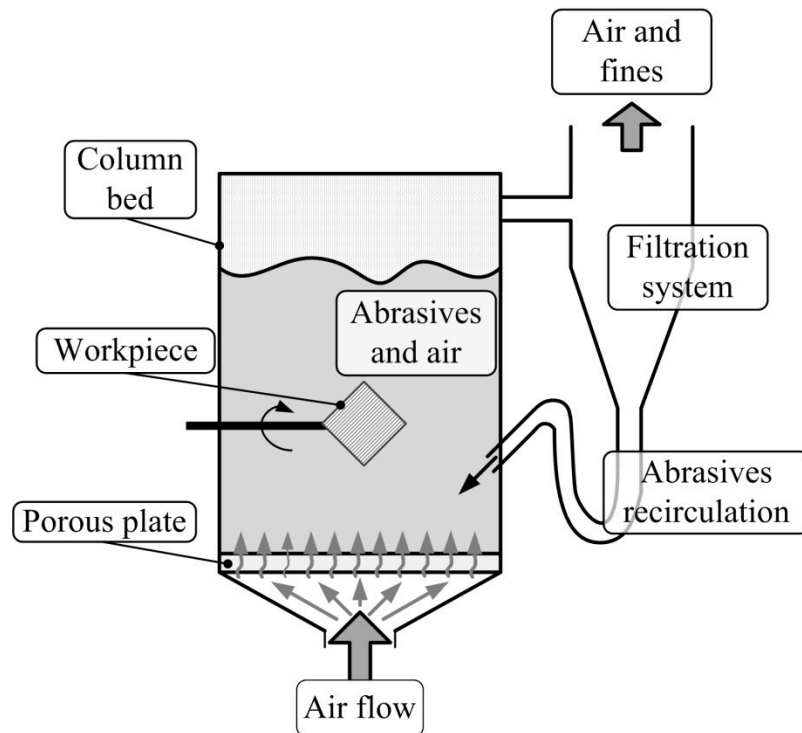 Air and
fines
Column
bed
Filtration
system
Abrasives
and air
Workpiece
Abrasives
recirculation
Porous plate
Air flow